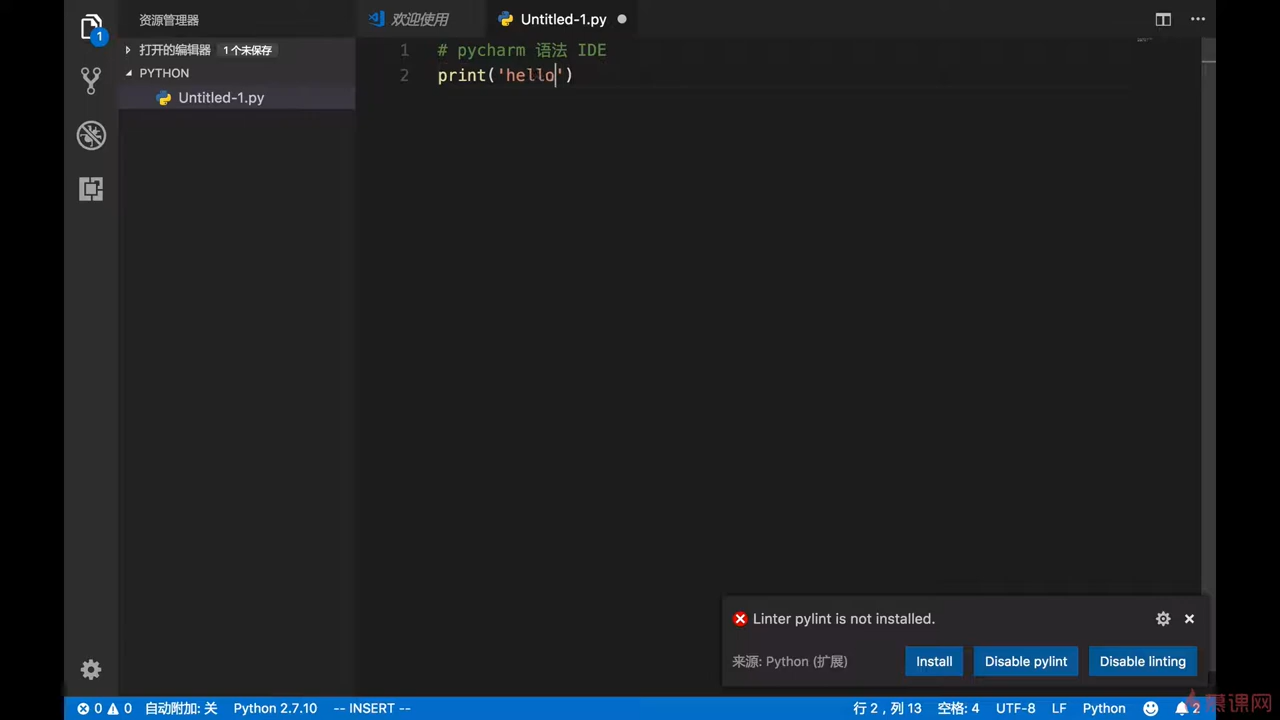 资源管理器
欢迎使用
Untitled-1.py
1
打开的编辑器 1 个未保存
PYTHON
Untitled-1.py
1 # pycharm 语法 IDE
2 print('hello')
Linter pylint is not installed.
来源: Python (扩展)
Install
Disable pylint
Disable linting
0 0 自动附加: 关 Python 2.7.10 -- INSERT -- 行 2，列 13 空格: 4 UTF-8 LF Python 2
慕课网